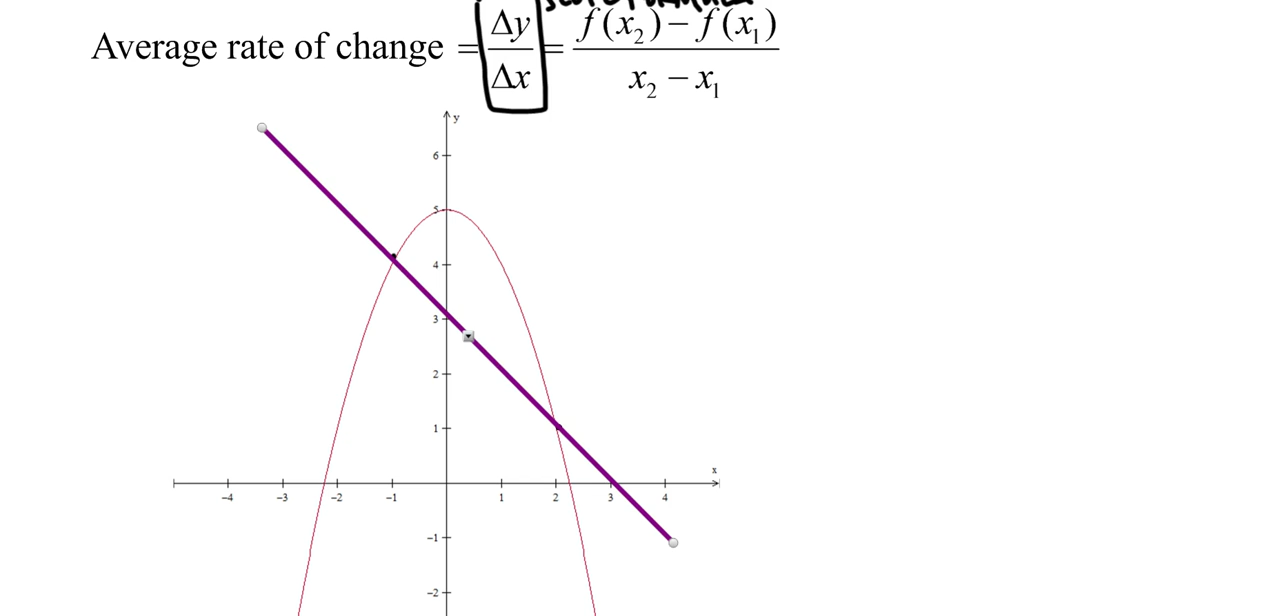 Average rate of change = Δy/Δx = f(x₂) − f(x₁)/x₂ − x₁
y
6
5
4
3
2
1
x
−4 −3 −2 −1 1 2 3 4
−1
−2